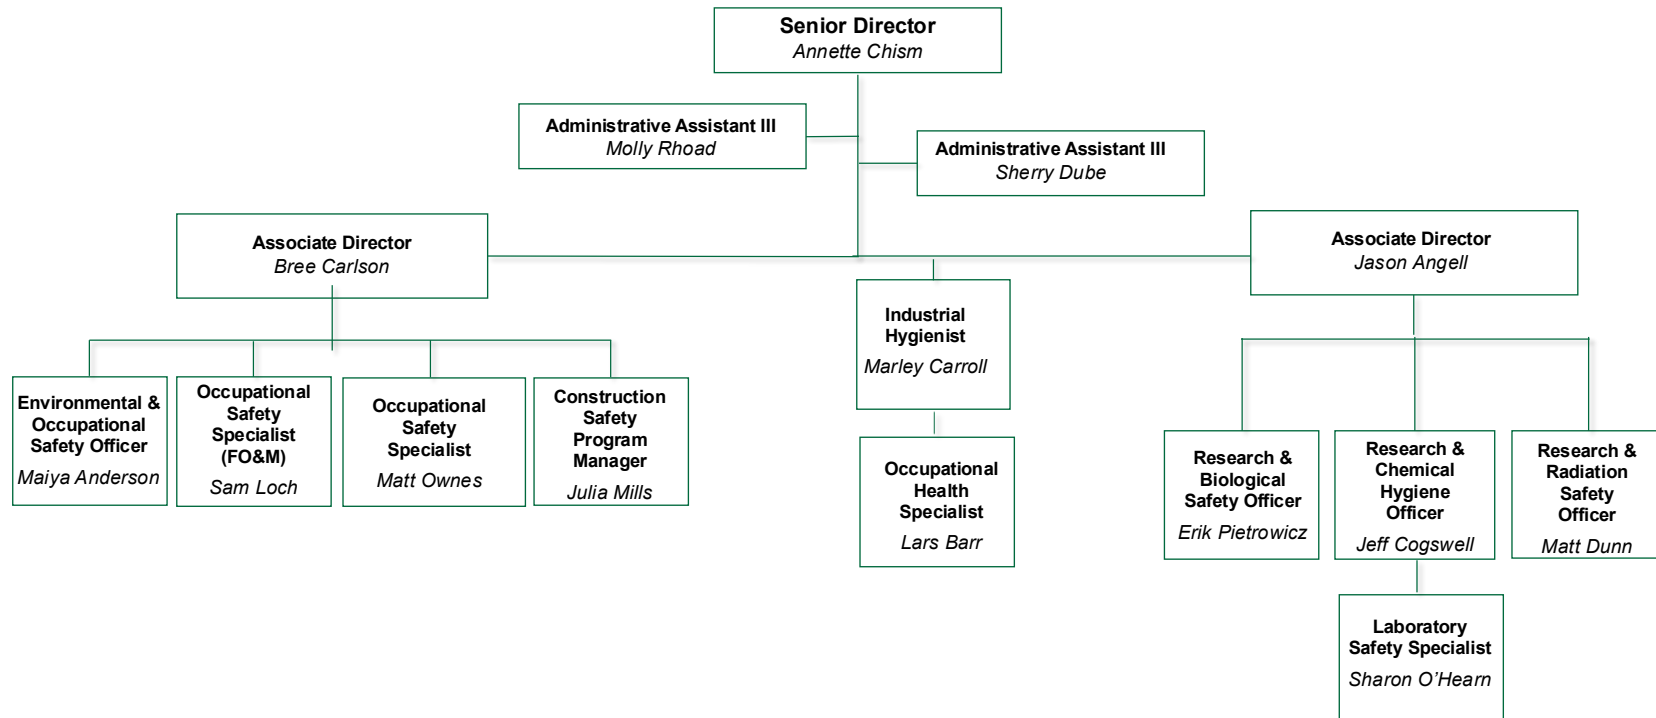 Senior Director
Annette Chism
Administrative Assistant III
Molly Rhoad
Administrative Assistant III
Sherry Dube
Associate Director
Bree Carlson
Associate Director
Jason Angell
Industrial
Hygienist
Marley Carroll
Environmental &
Occupational
Safety Officer
Maiya Anderson
Occupational
Safety
Specialist
(FO&M)
Sam Loch
Occupational
Safety
Specialist
Matt Ownes
Construction
Safety
Program
Manager
Julia Mills
Occupational
Health
Specialist
Lars Barr
Research &
Biological
Safety Officer
Erik Pietrowicz
Research &
Chemical
Hygiene
Officer
Jeff Cogswell
Research &
Radiation
Safety
Officer
Matt Dunn
Laboratory
Safety Specialist
Sharon O’Hearn